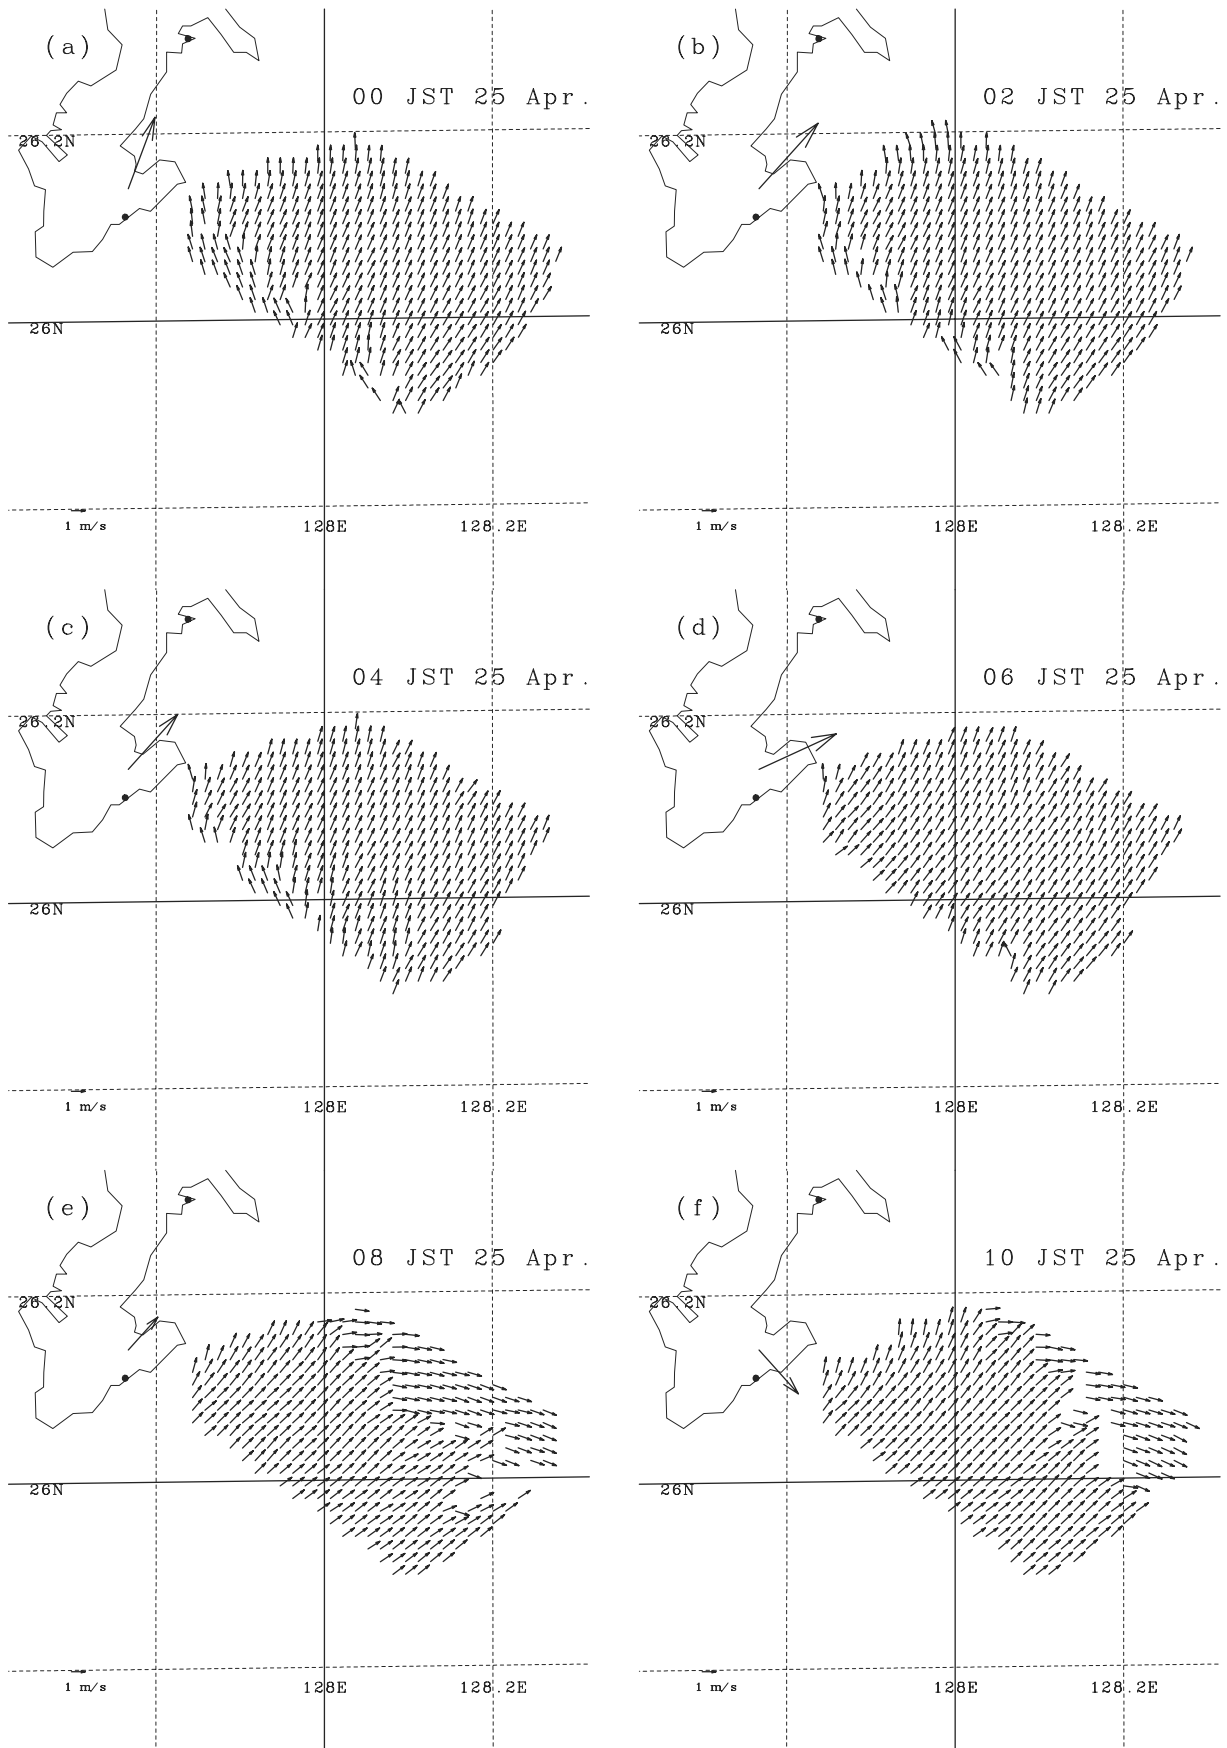 (a)
00 JST 25 Apr.
26.2N
26N
1 m/s
128E
128.2E
(b)
02 JST 25 Apr.
26.2N
26N
1 m/s
128E
128.2E
(c)
04 JST 25 Apr.
26.2N
26N
1 m/s
128E
128.2E
(d)
06 JST 25 Apr.
26.2N
26N
1 m/s
128E
128.2E
(e)
08 JST 25 Apr.
26.2N
26N
1 m/s
128E
128.2E
(f)
10 JST 25 Apr.
26.2N
26N
1 m/s
128E
128.2E